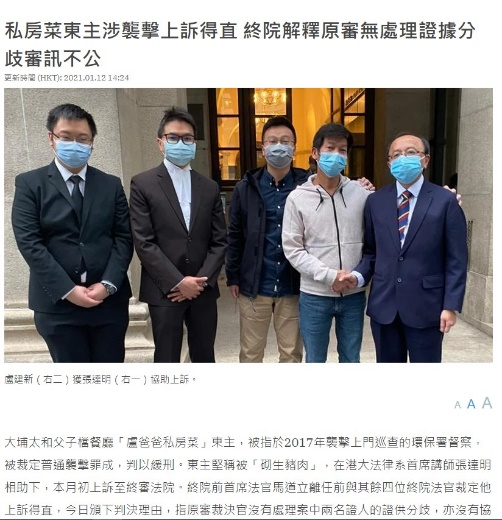 私房菜東主涉襲擊上訴得直 終院解釋原審無處理證據分
歧審訊不公
更新時間 (HKT): 2021.01.12 14:24
盧建新（右二）獲張達明（右一）協助上訴。
A A A
大埔太和父子檔餐廳「盧爸爸私房菜」東主，被指於2017年襲擊上門巡查的環保署督察，
被裁定普通襲擊罪成，判以緩刑。東主堅稱被「砌生豬肉」，在港大法律系首席講師張達明
相助下，本月初上訴至終審法院。終院前首席法官馬道立離任前與其餘四位終院法官裁定他
上訴得直，今日頒下判決理由，指原審裁決官沒有處理案中兩名證人的證供分歧，亦沒有協